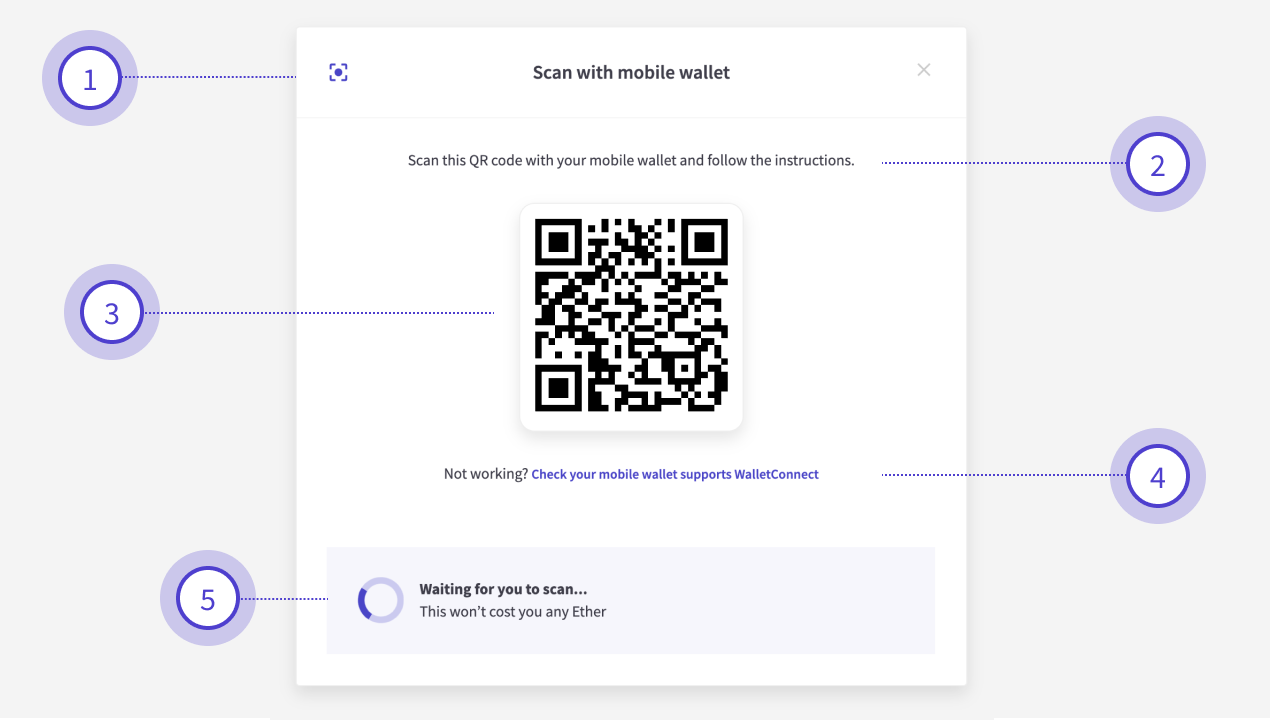 1
Scan with mobile wallet
Scan this QR code with your mobile wallet and follow the instructions.
2
3
Not working? Check your mobile wallet supports WalletConnect
4
5
Waiting for you to scan...
This won’t cost you any Ether